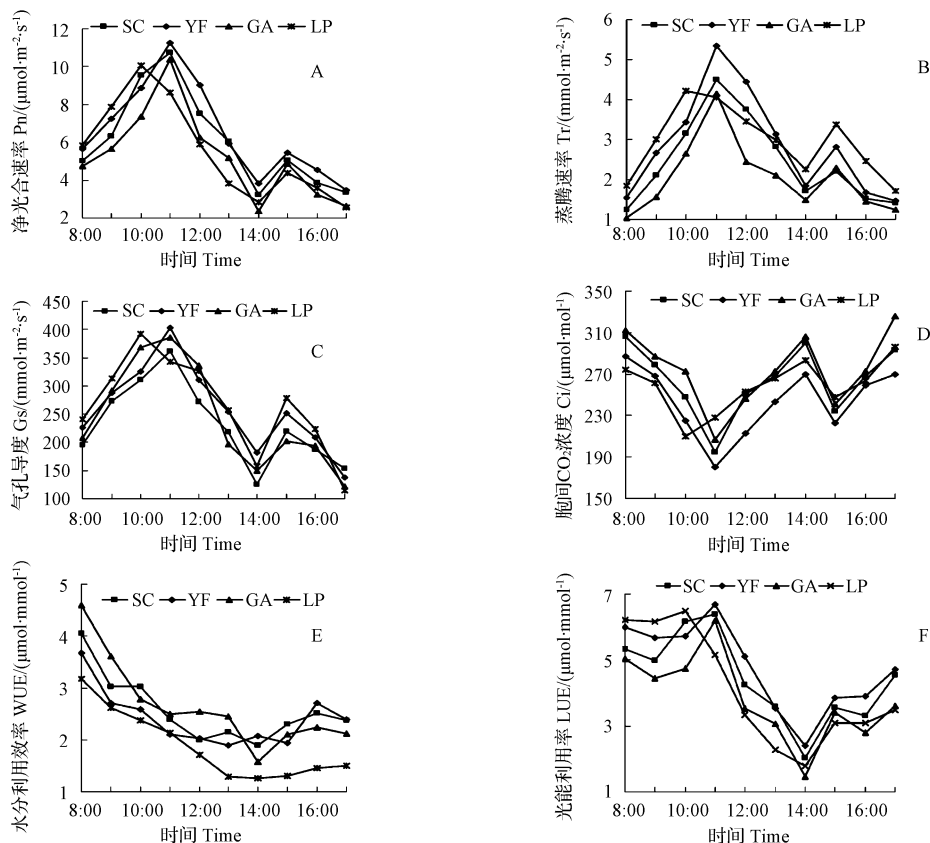 SC YF GA LP
A
净光合速率 Pn/(μmol·m⁻²·s⁻¹)
12
10
8
6
4
2
8:00 10:00 12:00 14:00 16:00
时间 Time
SC YF GA LP
B
蒸腾速率 Tr/(mmol·m⁻²·s⁻¹)
6
5
4
3
2
1
8:00 10:00 12:00 14:00 16:00
时间 Time
SC YF GA LP
C
气孔导度 Gs/(mmol·m⁻²·s⁻¹)
450
400
350
300
250
200
150
100
8:00 10:00 12:00 14:00 16:00
时间 Time
SC YF GA LP
D
胞间CO₂浓度 Ci/(μmol·mol⁻¹)
350
310
270
230
190
150
8:00 10:00 12:00 14:00 16:00
时间 Time
SC YF GA LP
E
水分利用效率 WUE/(μmol·mmol⁻¹)
5
4
3
2
1
8:00 10:00 12:00 14:00 16:00
时间 Time
SC YF GA LP
F
光能利用率 LUE/(μmol·mmol⁻¹)
7
5
3
1
8:00 10:00 12:00 14:00 16:00
时间 Time